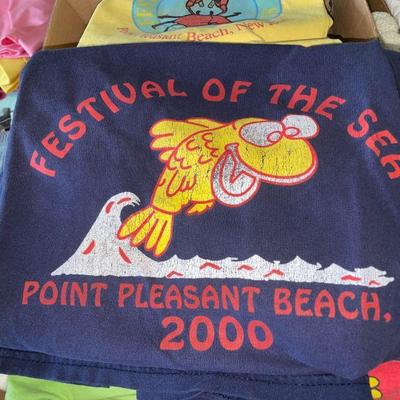 Pleasant Beach, New
FESTIVAL OF THE SEA
POINT PLEASANT BEACH,
2000